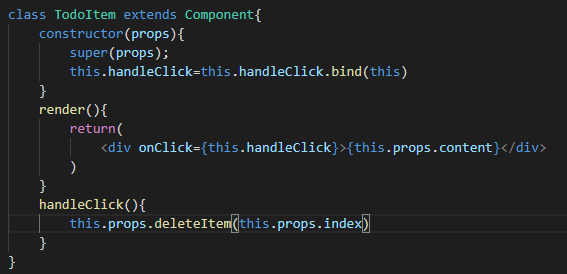 class TodoItem extends Component{
    constructor(props){
        super(props);
        this.handleClick=this.handleClick.bind(this)
    }
    render(){
        return(
            <div onClick={this.handleClick}>{this.props.content}</div>
        )
    }
    handleClick(){
        this.props.deleteItem(this.props.index)
    }
}